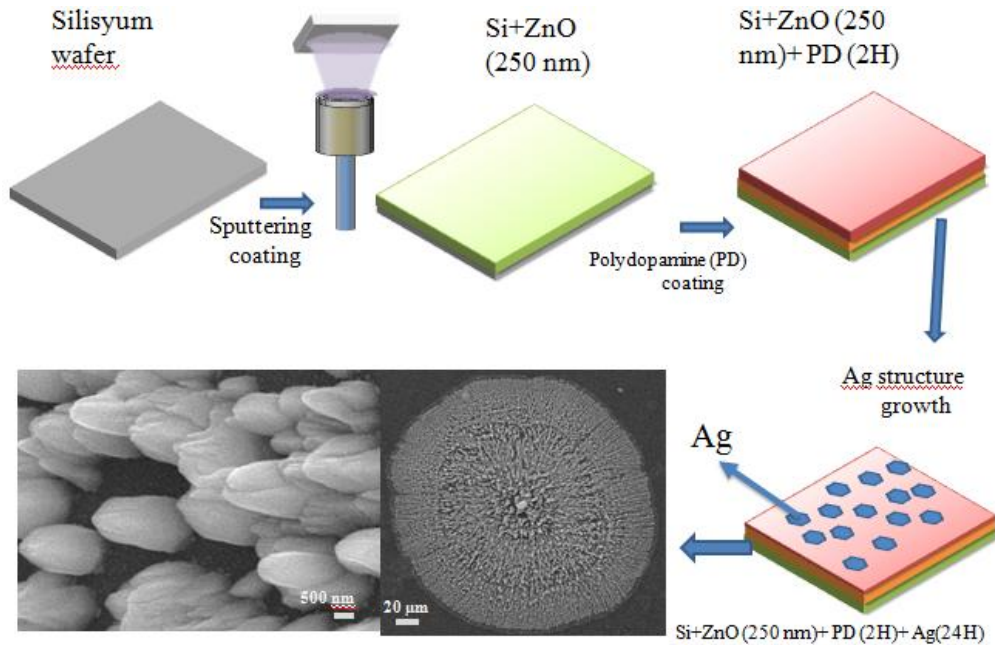 Silisyum
wafer
Sputtering
coating
Si+ZnO
(250 nm)
Polydopamine (PD)
coating
Si+ZnO (250
nm)+ PD (2H)
Ag structure
growth
Ag
Si+ZnO (250 nm)+ PD (2H)+ Ag(24H)
500 nm
20 μm